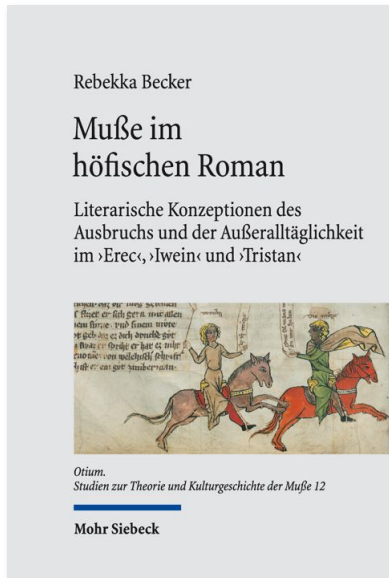 Rebekka Becker
Muße im
höfischen Roman
Literarische Konzeptionen des
Ausbruchs und der Außeralltäglichkeit
im ›Erec‹, ›Iwein‹ und ›Tristan‹
Otium.
Studien zur Theorie und Kulturgeschichte der Muße 12
Mohr Siebeck